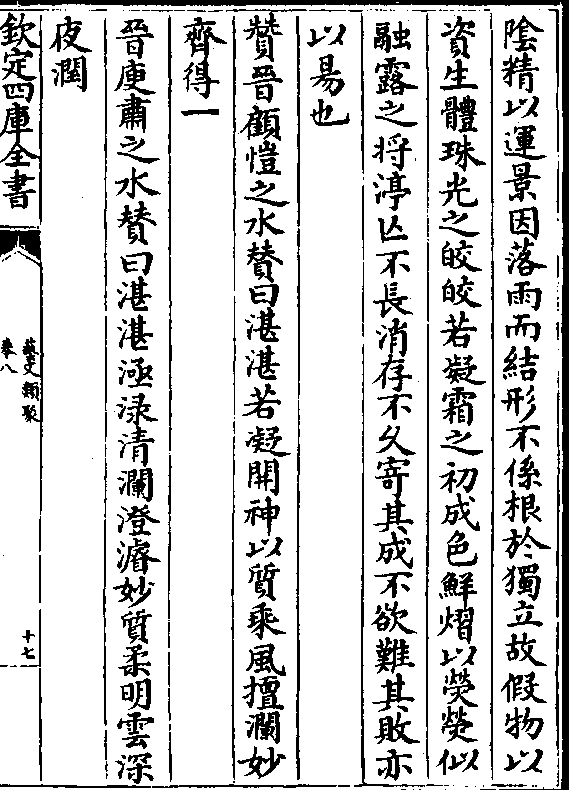 陰精以運景因落雨而結形不係根於獨立故假物以
資生體珠光之皎皎若凝霜之初成色鮮熠以熒熒似
融露之将渟亾不長消存不乆寄其成不欲難其敗亦
以易也
賛晉顧愷之水賛曰湛湛若凝開神以質乘風擅瀾妙
齊得一
晉庾肅之水賛曰湛湛涵渌清瀾澄濬妙質柔明雲深
夜潤
欽定四庫全書
藝文類聚
卷八
十七